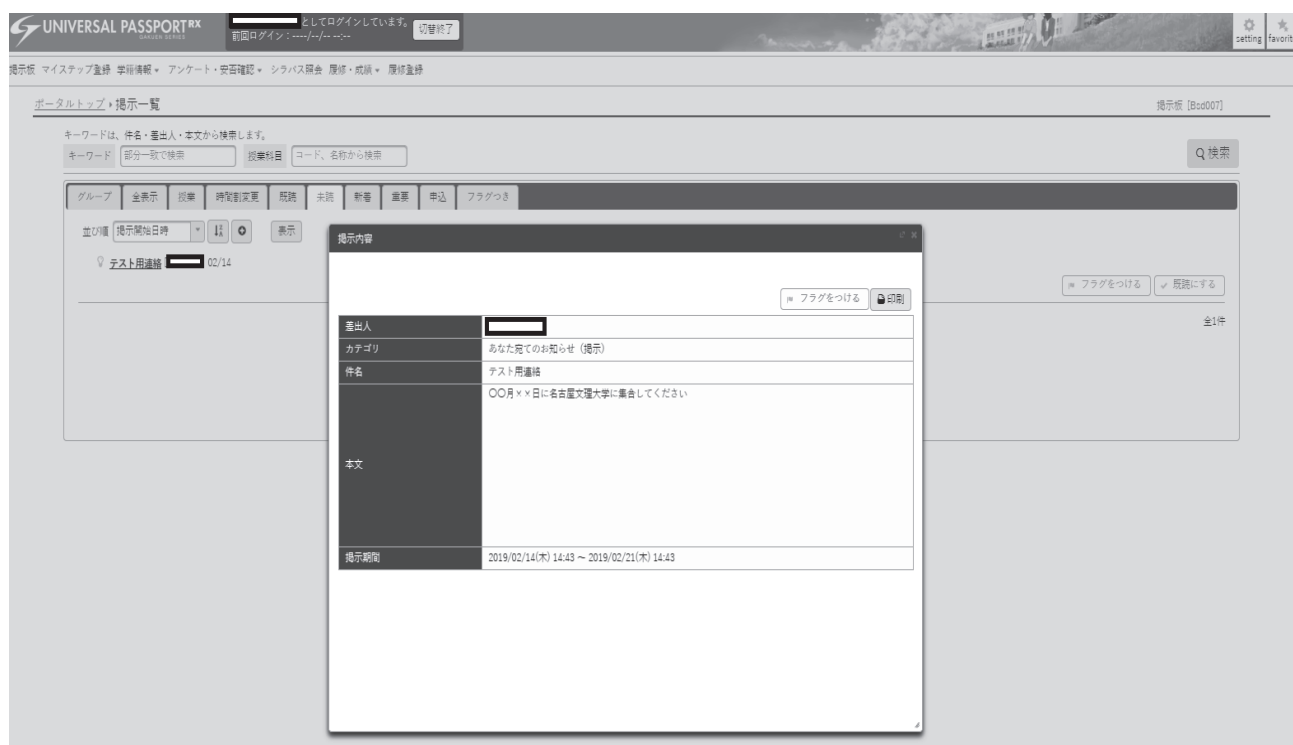 UNIVERSAL PASSPORT RX
GAKUEN SERIES
としてログインしています。
前回ログイン：----/--/-- --:--
切替終了
setting
favorit
掲示板 マイステップ登録 学籍情報 アンケート・安否確認 シラバス照会 履修・成績 履修登録
ポータルトップ 掲示一覧
掲示板 [Bsd007]
キーワードは、件名・差出人・本文から検索します。
キーワード 部分一致で検索 授業科目 コード、名称から検索
検索
グループ 全表示 授業 時間割変更 既読 未読 新着 重要 申込 フラグつき
並び順 掲示開始日時 表示
テスト用連絡 02/14
フラグをつける 既読にする
全1件
掲示内容
フラグをつける 印刷
差出人
カテゴリ あなた宛てのお知らせ（掲示）
件名 テスト用連絡
本文 〇〇月××日に名古屋文理大学に集合してください
掲示期間 2019/02/14(木) 14:43 ～ 2019/02/21(木) 14:43